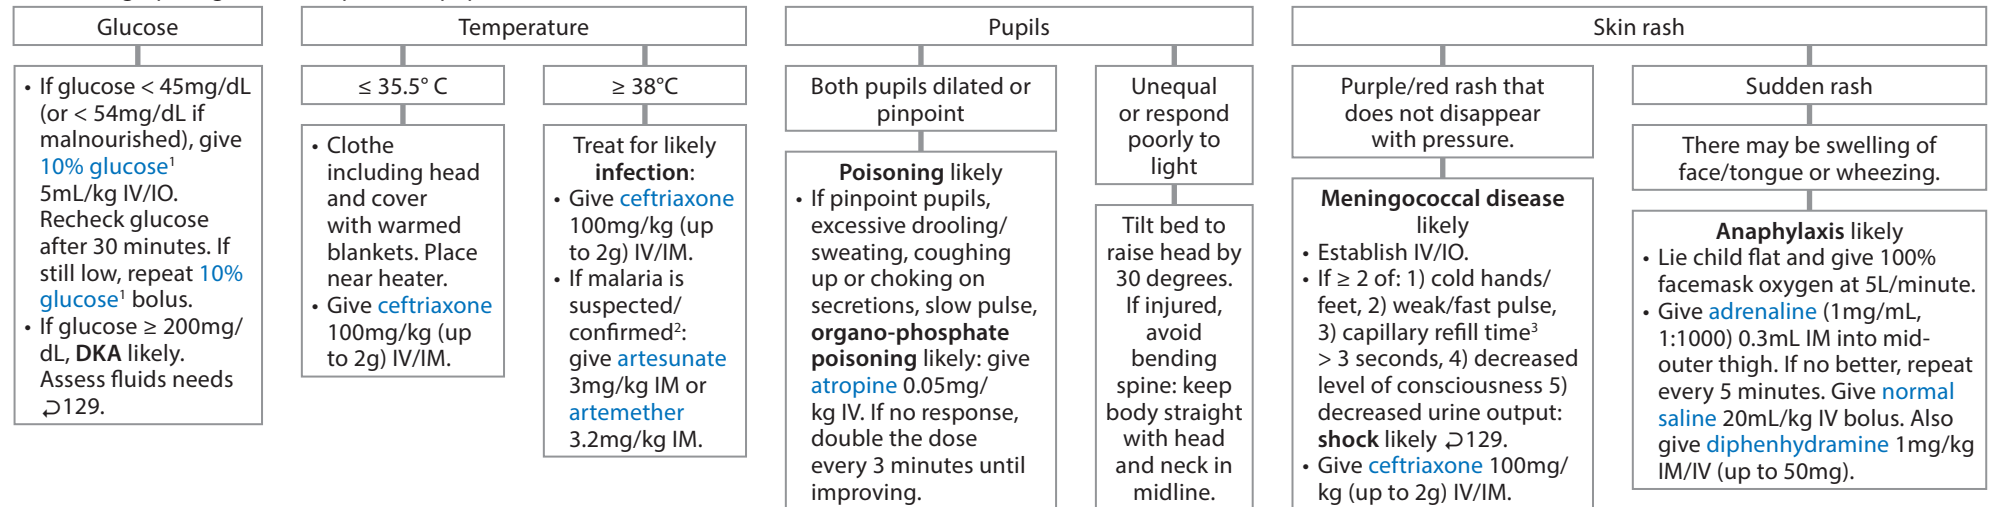 Glucose
• If glucose < 45mg/dL
(or < 54mg/dL if
malnourished), give
10% glucose¹
5mL/kg IV/IO.
Recheck glucose
after 30 minutes. If
still low, repeat 10%
glucose¹ bolus.
• If glucose ≥ 200mg/
dL, DKA likely.
Assess fluids needs
⮌129.
Temperature
≤ 35.5° C
• Clothe
including head
and cover
with warmed
blankets. Place
near heater.
• Give ceftriaxone
100mg/kg (up
to 2g) IV/IM.
≥ 38°C
Treat for likely
infection:
• Give ceftriaxone
100mg/kg (up
to 2g) IV/IM.
• If malaria is
suspected/
confirmed²:
give artesunate
3mg/kg IM or
artemether
3.2mg/kg IM.
Pupils
Both pupils dilated or
pinpoint
Poisoning likely
• If pinpoint pupils,
excessive drooling/
sweating, coughing
up or choking on
secretions, slow pulse,
organo-phosphate
poisoning likely: give
atropine 0.05mg/
kg IV. If no response,
double the dose
every 3 minutes until
improving.
Unequal
or respond
poorly to
light
Tilt bed to
raise head by
30 degrees.
If injured,
avoid
bending
spine: keep
body straight
with head
and neck in
midline.
Skin rash
Purple/red rash that
does not disappear
with pressure.
Meningococcal disease
likely
• Establish IV/IO.
• If ≥ 2 of: 1) cold hands/
feet, 2) weak/fast pulse,
3) capillary refill time³
> 3 seconds, 4) decreased
level of consciousness 5)
decreased urine output:
shock likely ⮌129.
• Give ceftriaxone 100mg/
kg (up to 2g) IV/IM.
Sudden rash
There may be swelling of
face/tongue or wheezing.
Anaphylaxis likely
• Lie child flat and give 100%
facemask oxygen at 5L/minute.
• Give adrenaline (1mg/mL,
1:1000) 0.3mL IM into mid-
outer thigh. If no better, repeat
every 5 minutes. Give normal
saline 20mL/kg IV bolus. Also
give diphenhydramine 1mg/kg
IM/IV (up to 50mg).